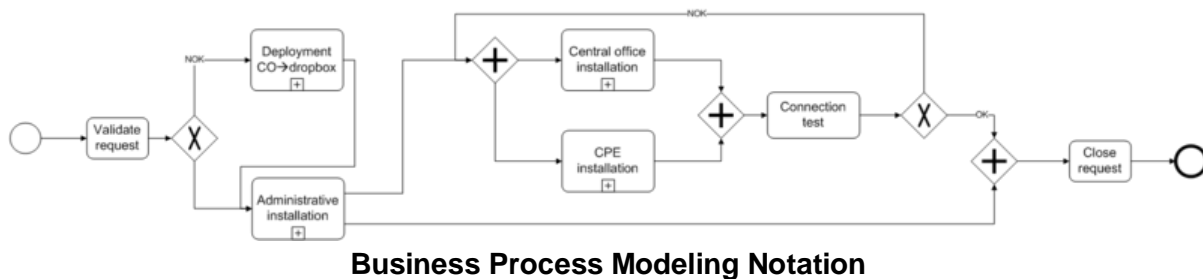 NOK
Deployment
CO→dropbox
Validate
request
Administrative
installation
NOK
Central office
installation
CPE
installation
Connection
test
OK
Close
request
Business Process Modeling Notation